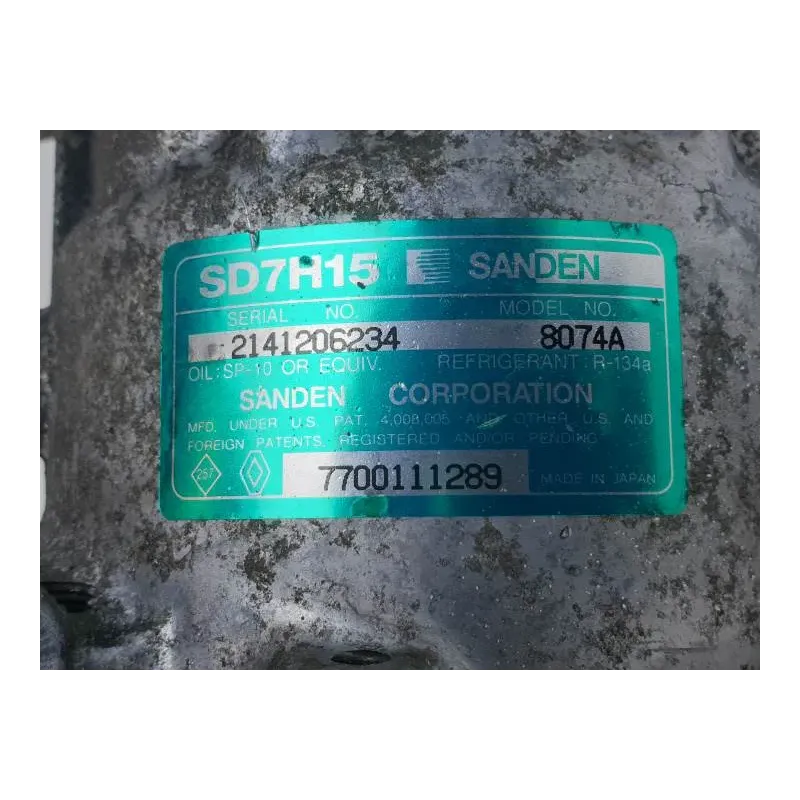 SD7H15 SANDEN
SERIAL NO. MODEL NO.
2141206234 8074A
OIL: SP-10 OR EQUIV. REFRIGERANT: R-134a
SANDEN CORPORATION
MFD. UNDER U.S. PAT. 4,008,005 AND OTHER U.S. AND
FOREIGN PATENTS, REGISTERED AND/OR PENDING.
257 7700111289 MADE IN JAPAN